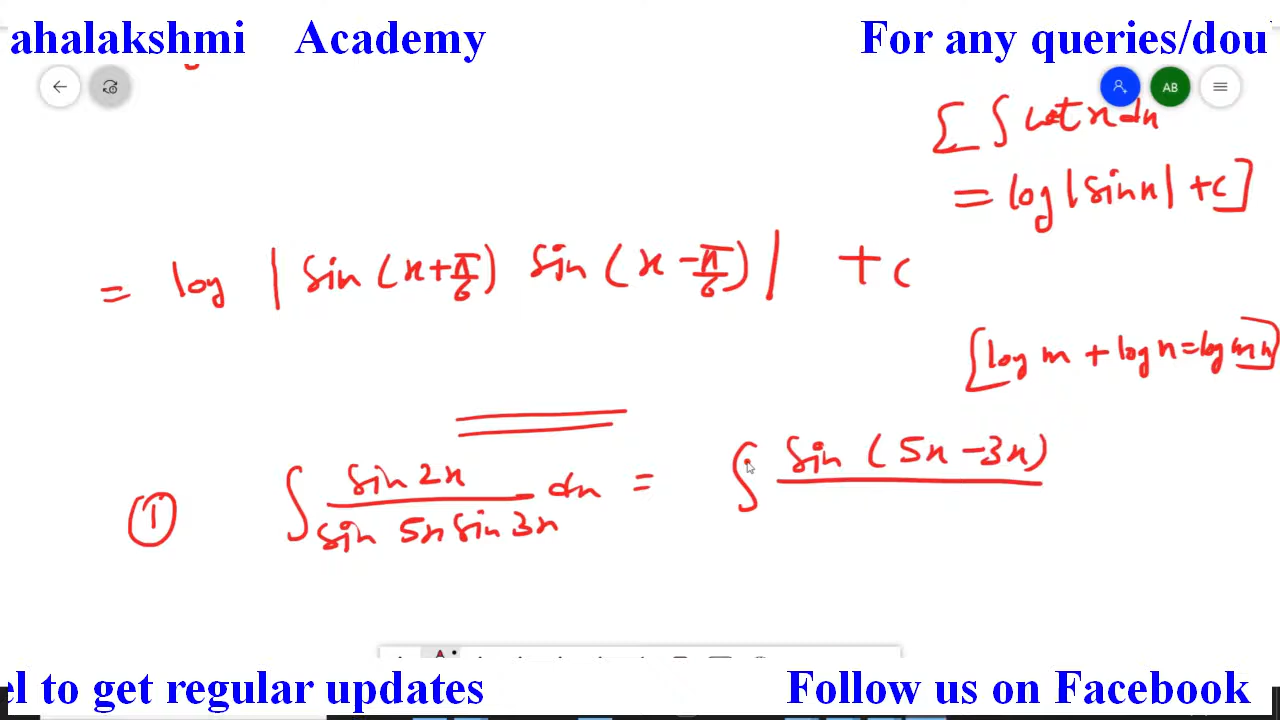 ahalakshmi Academy For any queries/dou
AB
[ ∫ cot x dx
= log |sin x| + c ]
= log | sin (x + π/6) sin (x - π/6) | + c
[log m + log n = log mn]
① ∫ sin 2x / sin 5x sin 3x dx = ∫ sin (5x - 3x)
el to get regular updates Follow us on Facebook